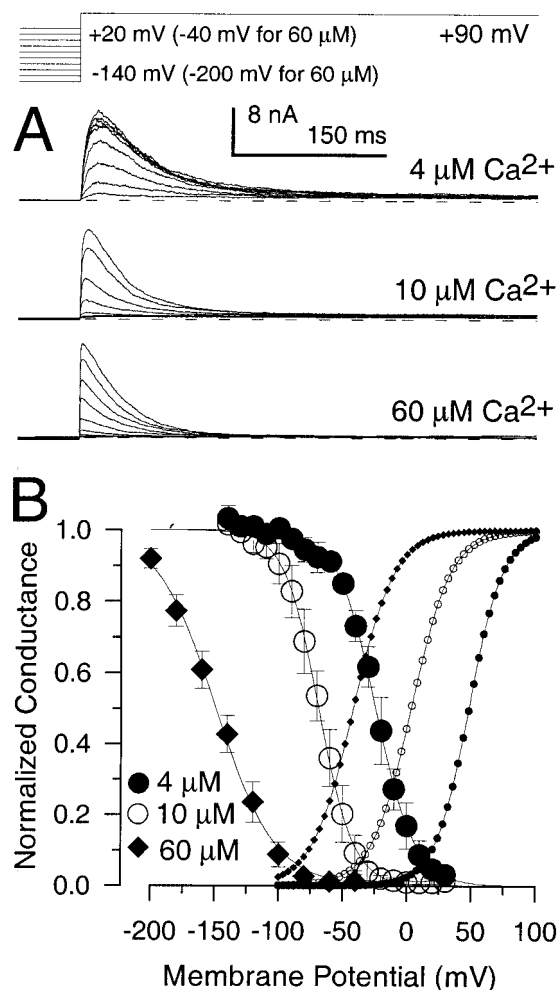 +20 mV (-40 mV for 60 μM)
+90 mV
-140 mV (-200 mV for 60 μM)
A
8 nA
150 ms
4 μM Ca2+
10 μM Ca2+
60 μM Ca2+
B
Normalized Conductance
1.0
0.8
0.6
0.4
0.2
0.0
4 μM
10 μM
60 μM
-200 -150 -100 -50 0 50 100
Membrane Potential (mV)